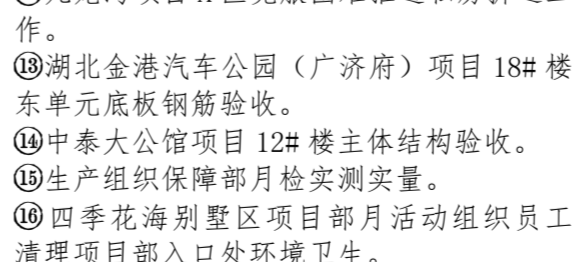 作。
⑬湖北金港汽车公园（广济府）项目 18# 楼
东单元底板钢筋验收。
⑭中泰大公馆项目 12# 楼主体结构验收。
⑮生产组织保障部月检实测实量。
⑯四季花海别墅区项目部月活动组织员工
清理项目部入口处环境卫生。